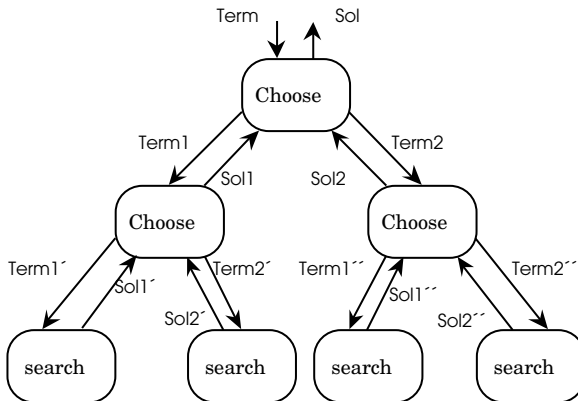 Term Sol
Choose
Term1 Term2
Sol1 Sol2
Choose Choose
Term1´ Term2´ Term1´´ Term2´´
Sol1´ Sol2´ Sol1´´ Sol2´´
search search search search